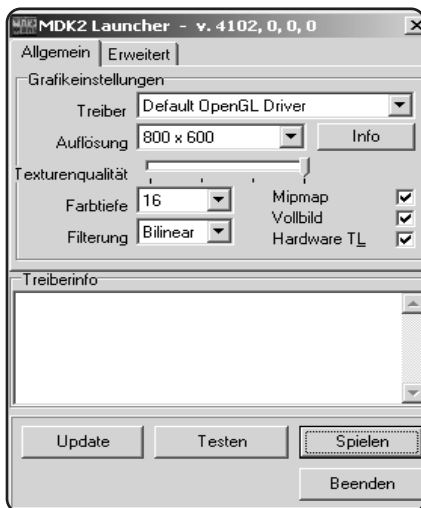 MDK2 Launcher - v. 4102, 0, 0, 0
Allgemein Erweitert
Grafikeinstellungen
Treiber Default OpenGL Driver
Auflösung 800 x 600 Info
Texturenqualität
Farbtiefe 16 Mipmap
Vollbild
Filterung Bilinear Hardware TL
Treiberinfo
Update Testen Spielen
Beenden